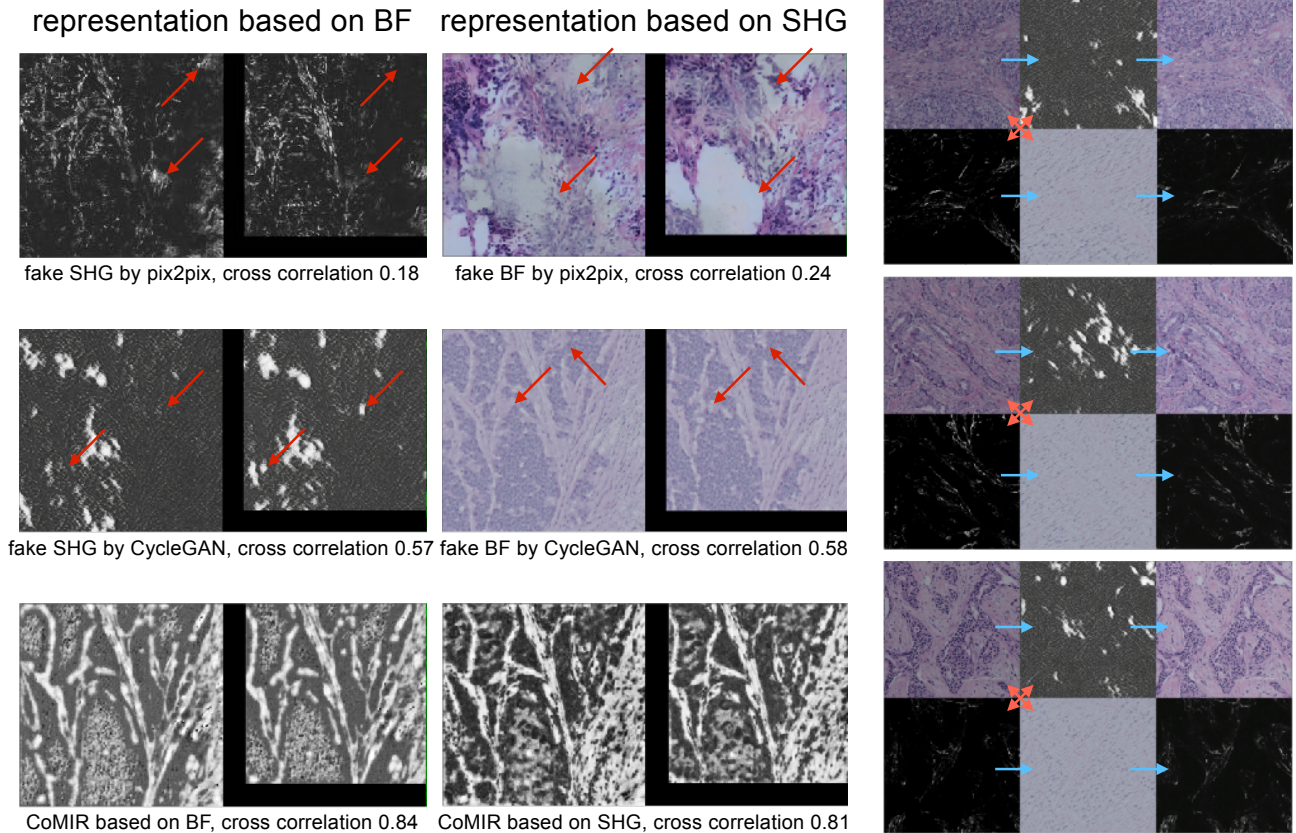 representation based on BF
representation based on SHG
fake SHG by pix2pix, cross correlation 0.18
fake BF by pix2pix, cross correlation 0.24
fake SHG by CycleGAN, cross correlation 0.57
fake BF by CycleGAN, cross correlation 0.58
CoMIR based on BF, cross correlation 0.84
CoMIR based on SHG, cross correlation 0.81